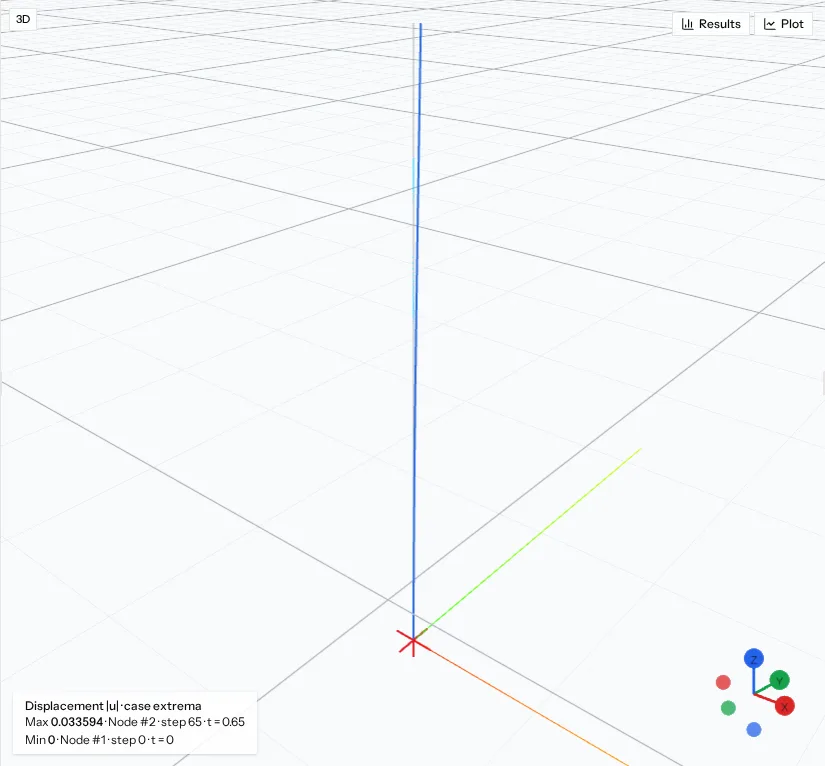 3D
Results
Plot
Displacement |u| · case extrema
Max 0.033594 · Node #2 · step 65 · t = 0.65
Min 0 · Node #1 · step 0 · t = 0
Z
Y
X